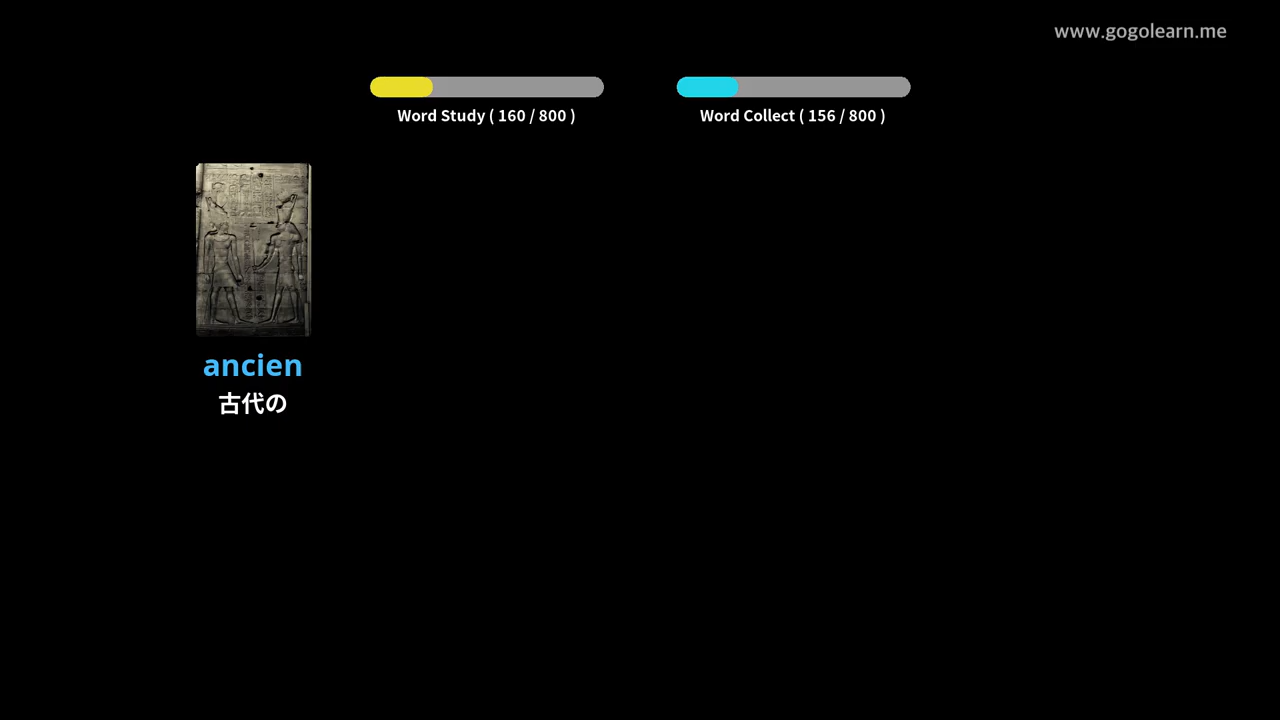 www.gogolearn.me
Word Study ( 160 / 800 )
Word Collect ( 156 / 800 )
ancien
古代の